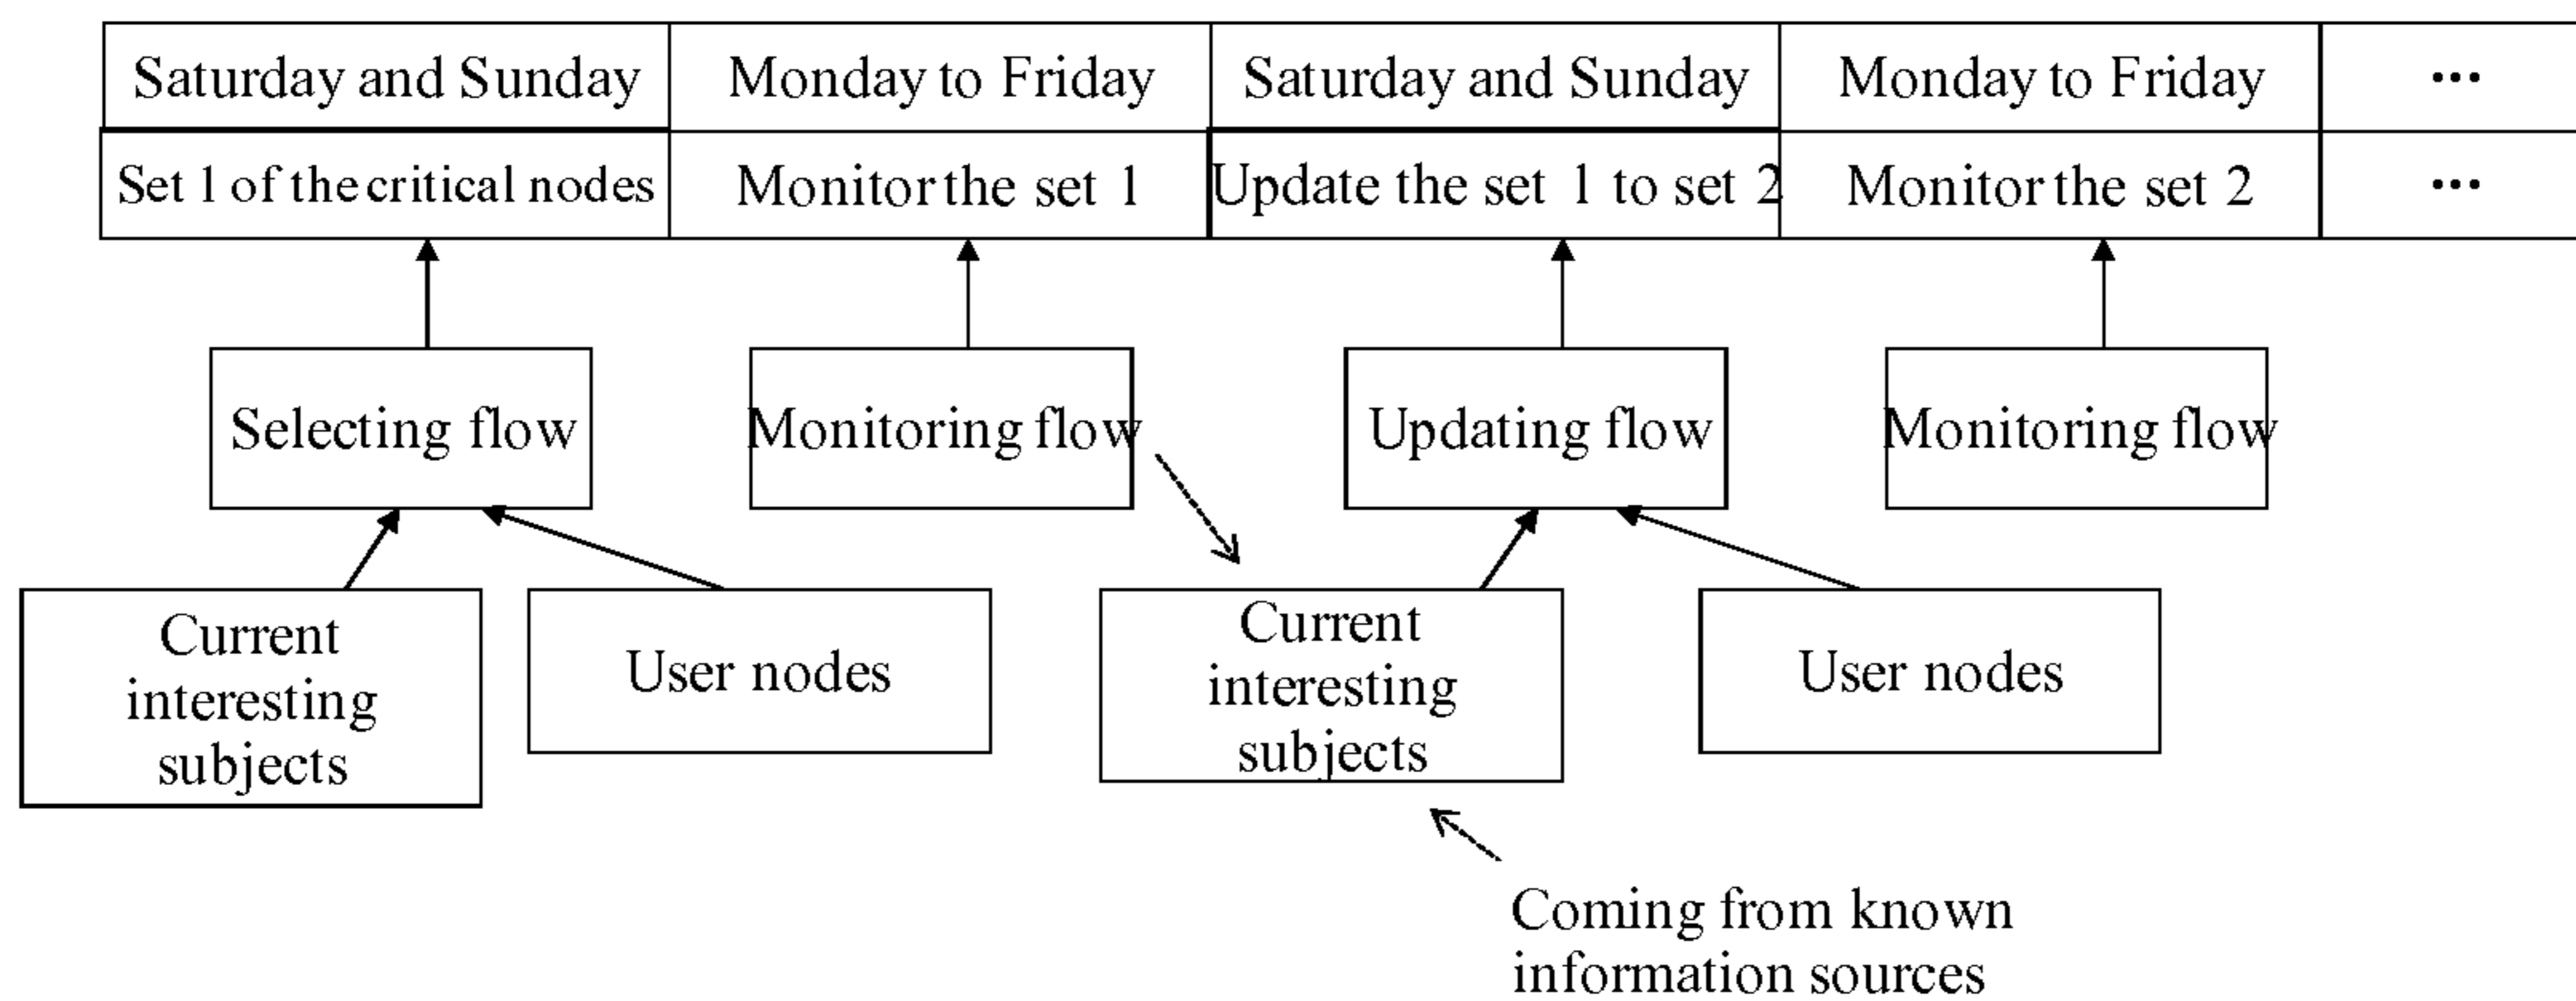 Saturday and Sunday
Monday to Friday
Saturday and Sunday
Monday to Friday
...
Set 1 of the critical nodes
Monitor the set 1
Update the set 1 to set 2
Monitor the set 2
...
Selecting flow
Monitoring flow
Updating flow
Monitoring flow
Current
interesting
subjects
User nodes
Current
interesting
subjects
User nodes
Coming from known
information sources